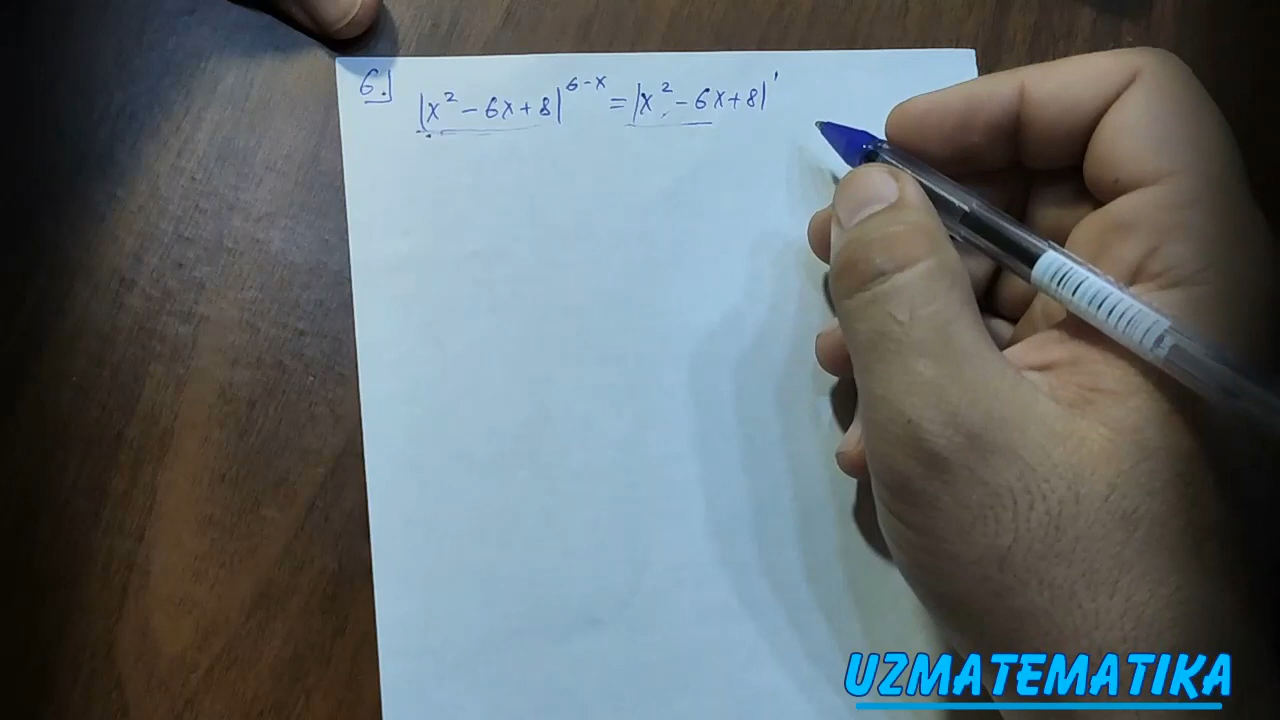 6.] |x² - 6x + 8|^{6-x} = |x² - 6x + 8|^{1}
UZMATEMATIKA